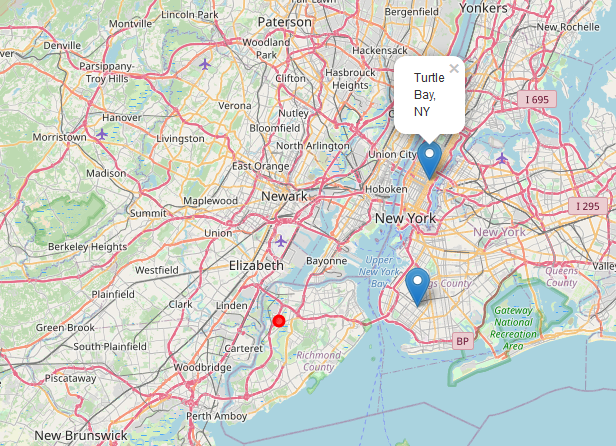 Yonkers
Bergenfield
Lincoln Park
Paterson
Montville
New Rochelle
Denville
Woodland
Park
Hackensack
Parsippany-
Troy Hills
Hasbrouck
Heights
Clifton
×
Turtle
Bay,
NY
I 695
Verona
Nutley
Hanover
Bloomfield
Morristown
Livingston
North Arlington
Union City
East Orange
Madison
Hoboken
Newark
Maplewood
Summit
New York
I 295
Union
New York
Berkeley Heights
Elizabeth
Bayonne
Upper
New York
Bay
Westfield
Queens
County
Valley
gs County
Plainfield
Clark
Linden
Gateway
National
Recreation
Area
Green Brook
South Plainfield
Carteret
BP
Richmond
County
Woodbridge
Piscataway
Perth Amboy
New Brunswick